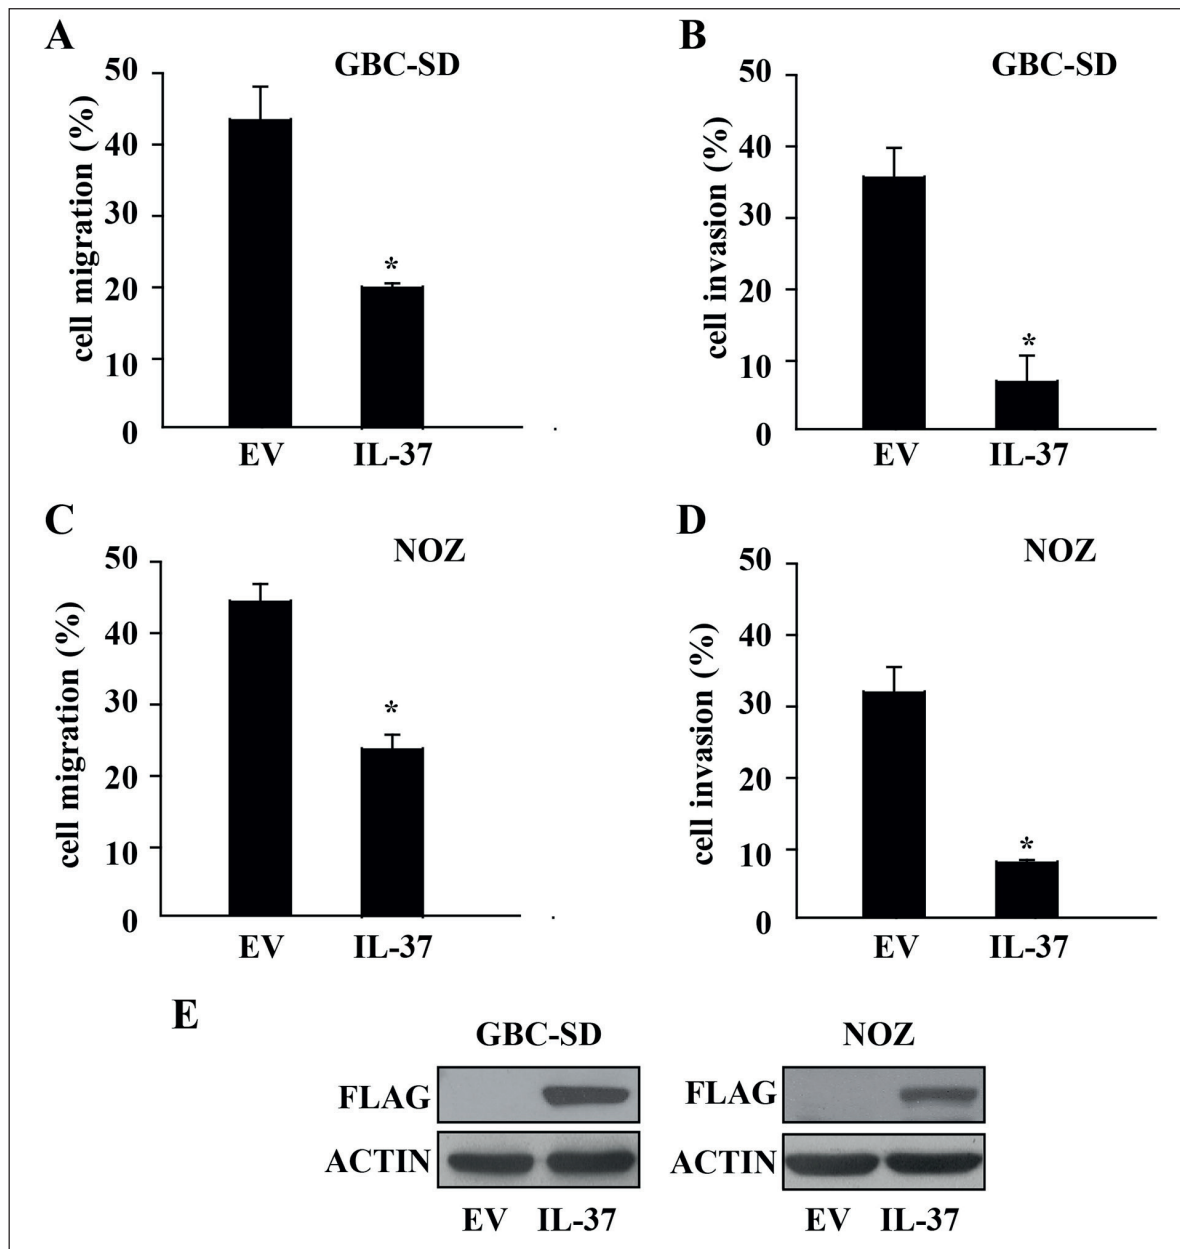 A
GBC-SD
cell migration (%)
50
40
30
20
10
0
*
EV IL-37
B
GBC-SD
cell invasion (%)
50
40
30
20
10
0
*
EV IL-37
C
NOZ
cell migration (%)
50
40
30
20
10
0
*
EV IL-37
D
NOZ
cell invasion (%)
50
40
30
20
10
0
*
EV IL-37
E
GBC-SD
FLAG
ACTIN
EV IL-37
NOZ
FLAG
ACTIN
EV IL-37